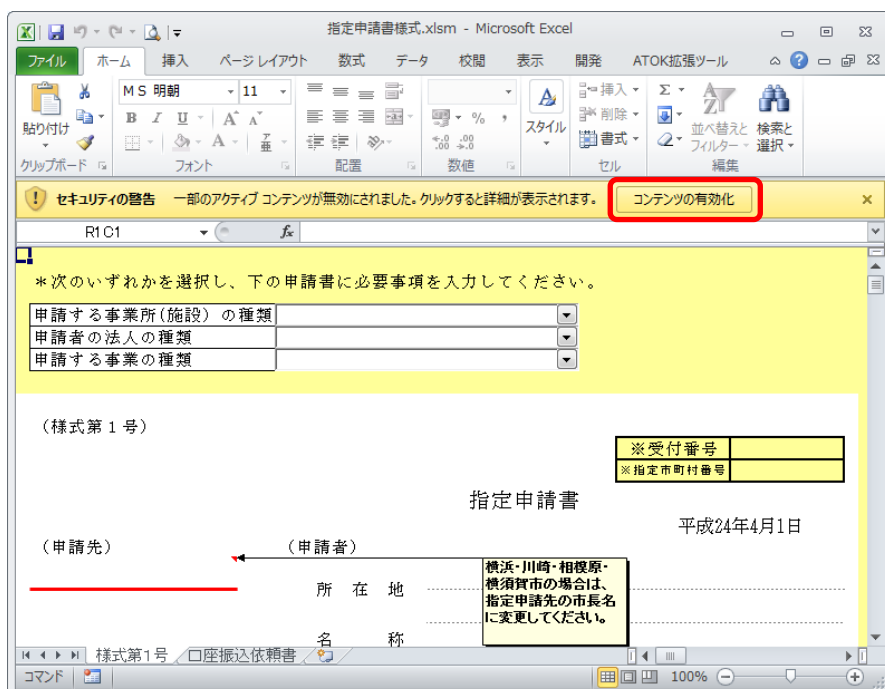 指定申請書様式.xlsm - Microsoft Excel
ファイル ホーム 挿入 ページ レイアウト 数式 データ 校閲 表示 開発 ATOK拡張ツール
MS 明朝 11
B I U A A
貼り付け
スタイル
挿入
削除
書式
並べ替えと
フィルター
検索と
選択
クリップボード フォント 配置 数値 セル 編集
セキュリティの警告 一部のアクティブ コンテンツが無効にされました。クリックすると詳細が表示されます。 コンテンツの有効化
R1C1 fx
*次のいずれかを選択し、下の申請書に必要事項を入力してください。
申請する事業所(施設)の種類
申請者の法人の種類
申請する事業の種類
(様式第1号)
※受付番号
※指定市町村番号
指定申請書
平成24年4月1日
(申請先) (申請者)
横浜・川崎・相模原・
横須賀市の場合は、
指定申請先の市長名
に変更してください。
所 在 地
名 称
様式第1号 口座振込依頼書
コマンド 100%